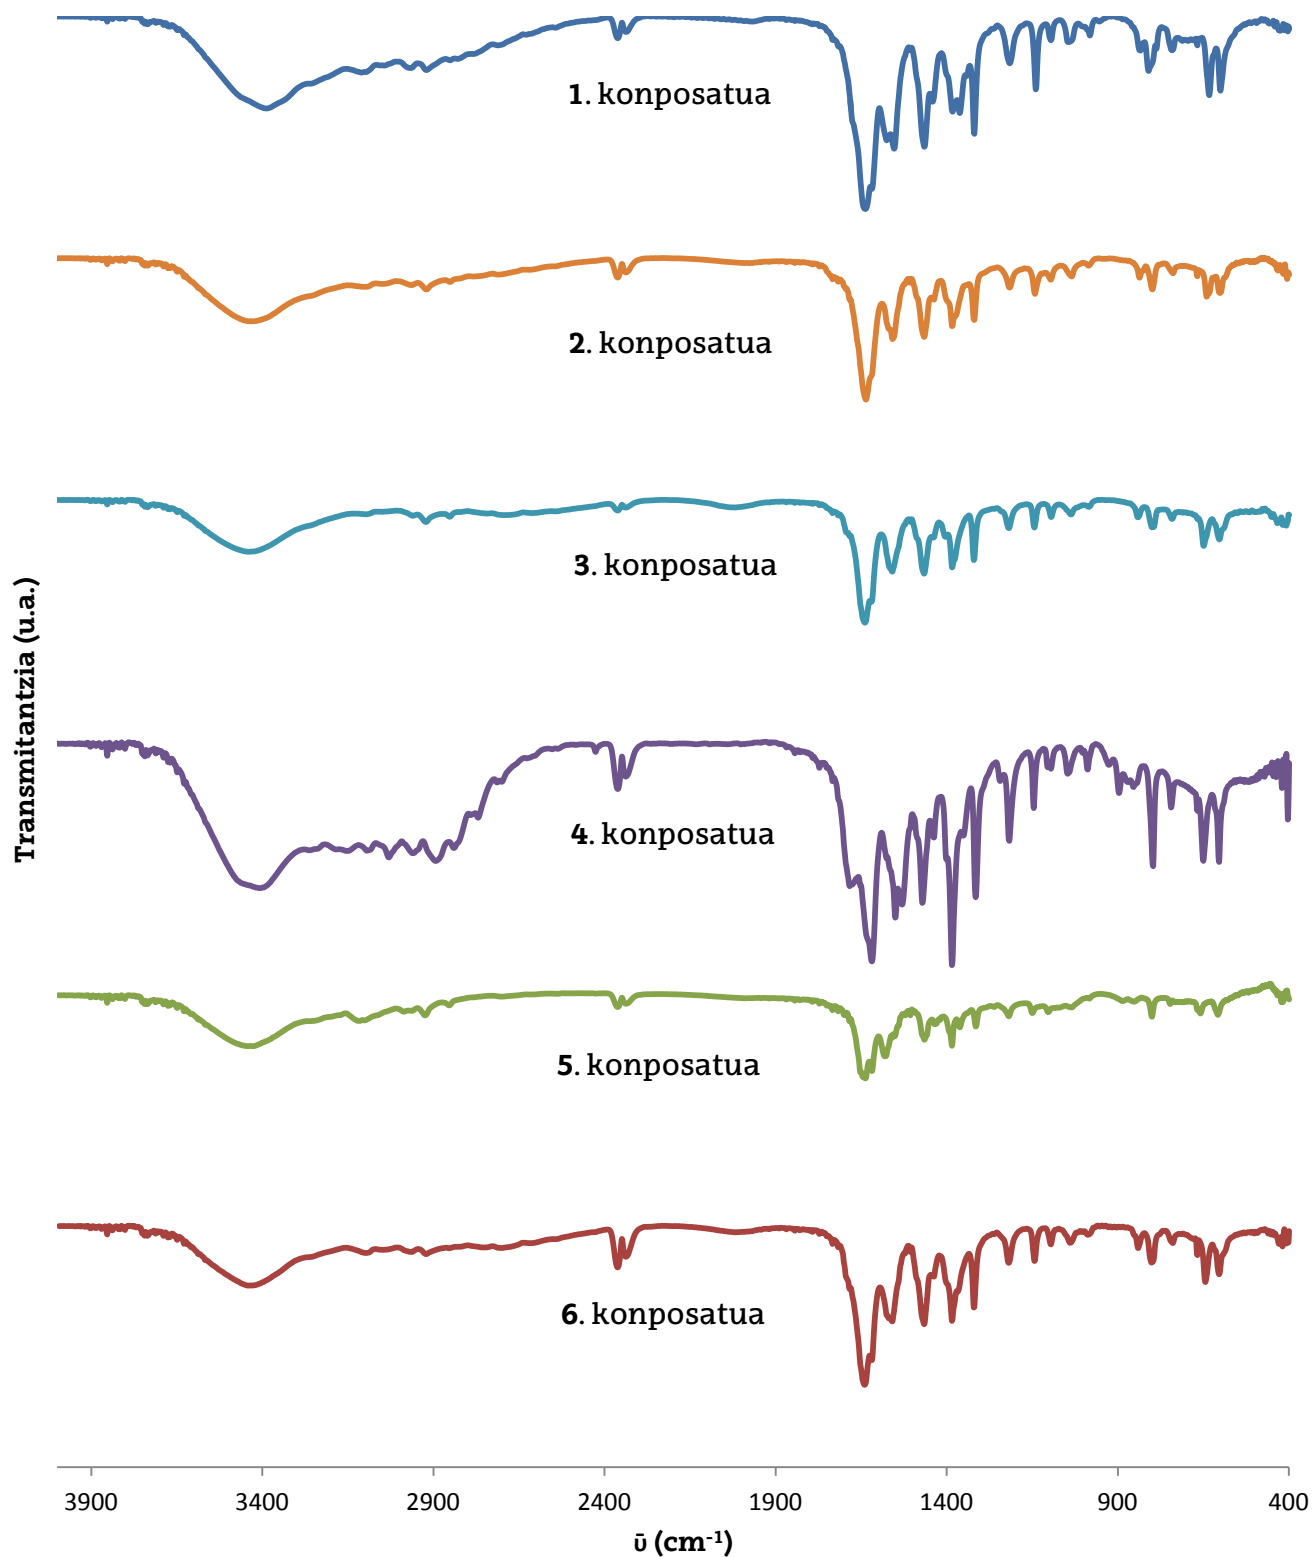 1. konposatua
2. konposatua
3. konposatua
4. konposatua
5. konposatua
6. konposatua
Transmitantzia (u.a.)
3900 3400 2900 2400 1900 1400 900 400
ῡ (cm⁻¹)